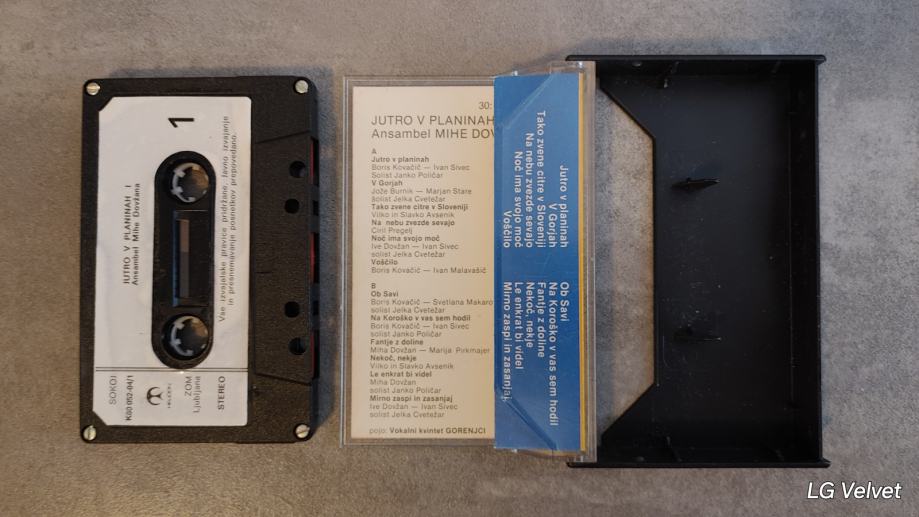 1
JUTRO V PLANINAH I
Ansambel Mihe Dovžana
Vse izvajalske pravice pridržane. Javno izvajanje
in presnemavanje posnetkov prepovedano.
SOKOJ
K80 052-04/1
HELIDON
ZOM
Ljubljana
STEREO
30:
JUTRO V PLANINAH
Ansambel MIHE DOV
A
Jutro v planinah
Boris Kovačič — Ivan Sivec
Solist Janko Poličar
V Gorjah
Jože Burnik — Marjan Stare
šolist Jelka Cvetežar
Tako zvene citre v Sloveniji
Vilko in Slavko Avsenik
Na nebu zvezde sevajo
Ciril Pregelj
Noč ima svojo moč
Ive Dovžan — Ivan Sivec
solist Jelka Cvetežar
Voščilo
Boris Kovačič — Ivan Malavašič
B
Ob Savi
Boris Kovačič — Svetlana Makaro
solist Jelka Cvetežar
Na Koroško v vas sem hodil
Boris Kovačič — Ivan Sivec
solist Janko Poličar
Fantje z doline
Miha Dovžan — Marija Pirkmajer
Nekoč, nekje
Vilko in Slavko Avsenik
Le enkrat bi videl
Miha Dovžan
solist Janko Poličar
Mirno zaspi in zasanjaj
Ive Dovžan — Ivan Sivec
solist Jelka Cvetežar
pojo: Vokalni kvintet GORENJCI
Jutro v planinah
V Gorjah
Tako zvene citre v Sloveniji
Na nebu zvezde sevajo
Noč ima svojo moč
Voščilo
Ob Savi
Na Koroško v vas sem hodil
Fantje z doline
Nekoč, nekje
Le enkrat bi videl
Mirno zaspi in zasanjaj
LG Velvet